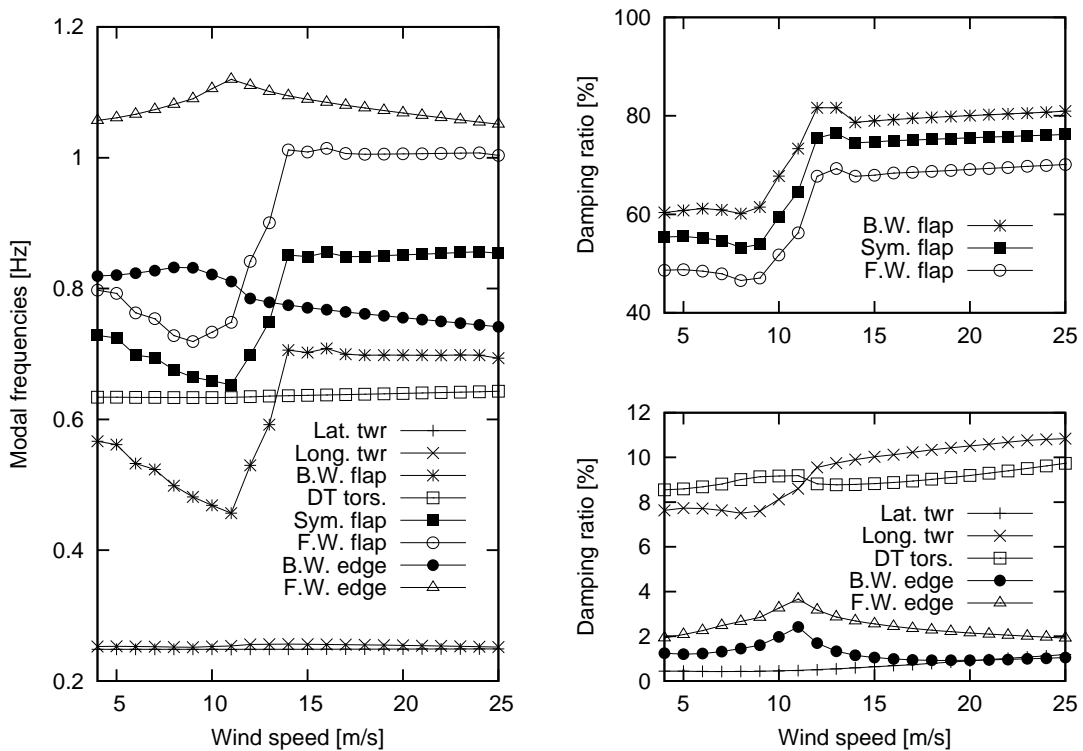 1.2
1
0.8
0.6
0.4
0.2
Modal frequencies [Hz]
Lat. twr
Long. twr
B.W. flap
DT tors.
Sym. flap
F.W. flap
B.W. edge
F.W. edge
5 10 15 20 25
Wind speed [m/s]
100
80
60
40
Damping ratio [%]
B.W. flap
Sym. flap
F.W. flap
5 10 15 20 25
12
10
8
6
4
2
0
Damping ratio [%]
Lat. twr
Long. twr
DT tors.
B.W. edge
F.W. edge
5 10 15 20 25
Wind speed [m/s]